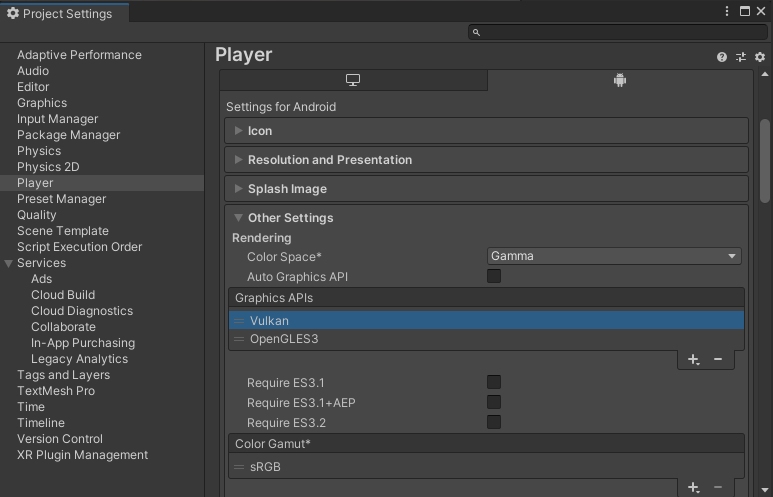 Project Settings
Adaptive Performance
Audio
Editor
Graphics
Input Manager
Package Manager
Physics
Physics 2D
Player
Preset Manager
Quality
Scene Template
Script Execution Order
Services
Ads
Cloud Build
Cloud Diagnostics
Collaborate
In-App Purchasing
Legacy Analytics
Tags and Layers
TextMesh Pro
Time
Timeline
Version Control
XR Plugin Management
Player
Settings for Android
Icon
Resolution and Presentation
Splash Image
Other Settings
Rendering
Color Space* Gamma
Auto Graphics API
Graphics APIs
Vulkan
OpenGLES3
Require ES3.1
Require ES3.1+AEP
Require ES3.2
Color Gamut*
sRGB